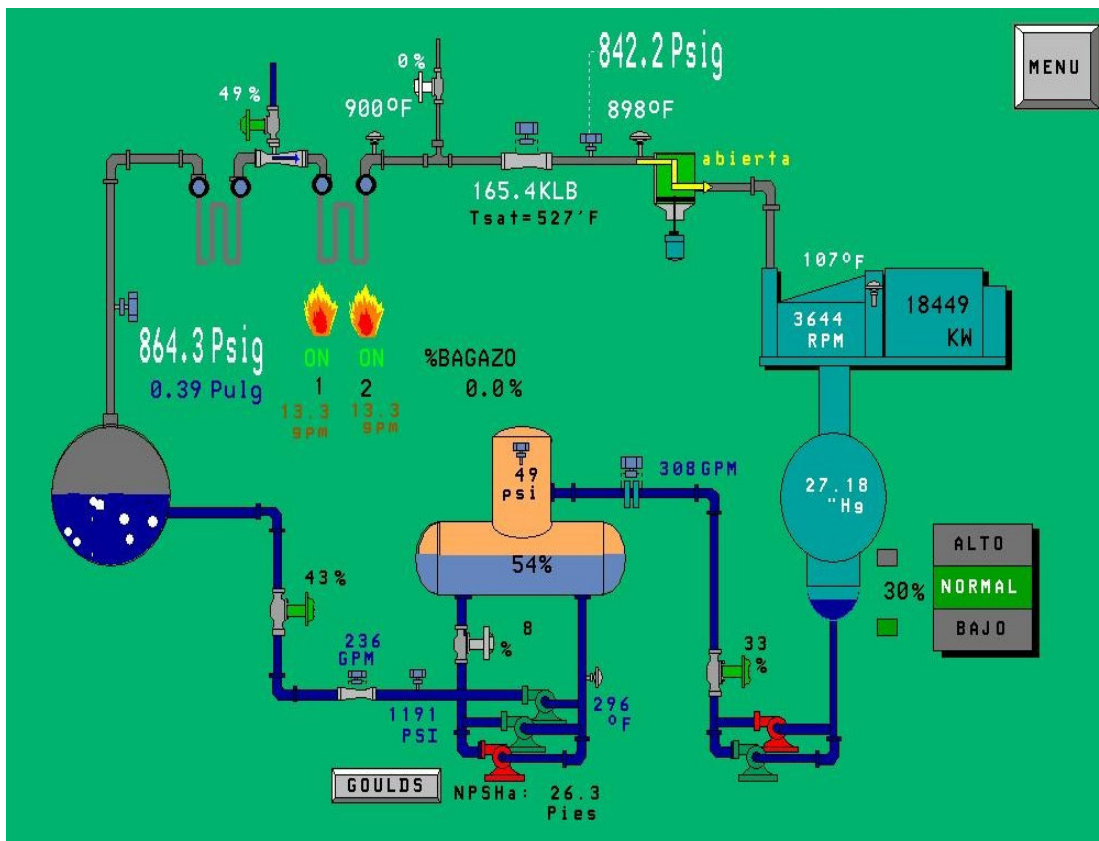 842.2 Psig
MENU
0%
49%
900ºF
898ºF
abierta
165.4KLB
Tsat=527'F
107ºF
18449
KW
3644
RPM
864.3 Psig
0.39 Pulg
ON
ON
1
2
13.3
gpm
13.3
gpm
%BAGAZO
0.0%
49
psi
308GPM
27.18
"Hg
54%
ALTO
NORMAL
BAJO
30%
43%
8
%
33
%
236
GPM
1191
PSI
296
ºF
GOULDS
NPSHa: 26.3
Pies